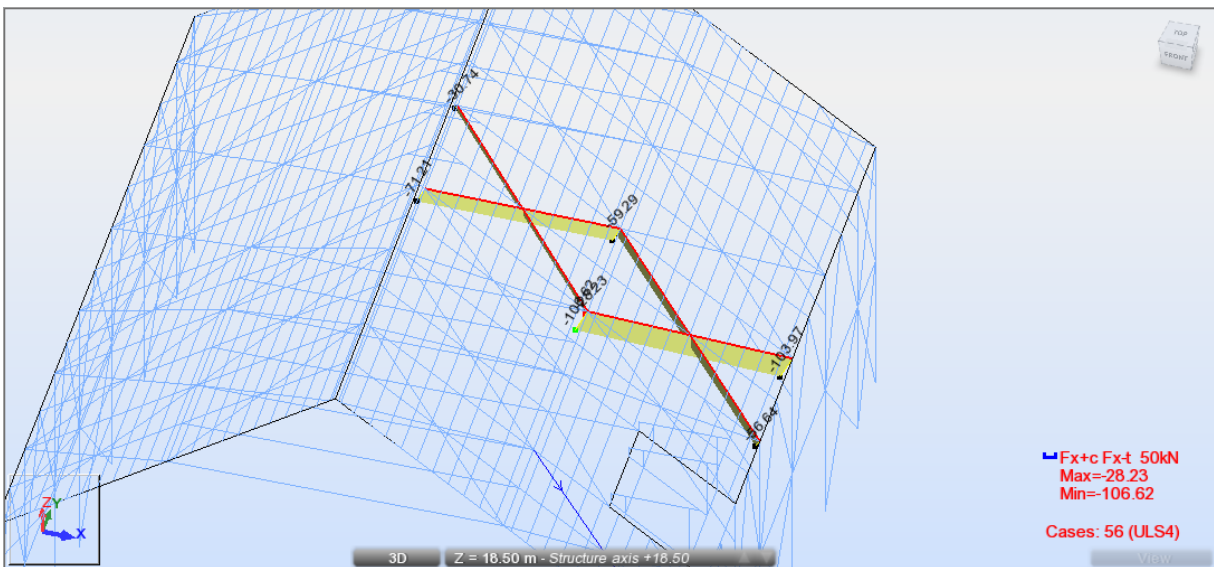 TOP
FRONT
-30.74
-71.21
-59.29
-28.23
-106.62
-103.97
-56.64
Fx+c Fx-t 50kN
Max=-28.23
Min=-106.62
Cases: 56 (ULS4)
Z
Y
X
3D
Z = 18.50 m - Structure axis +18.50
View